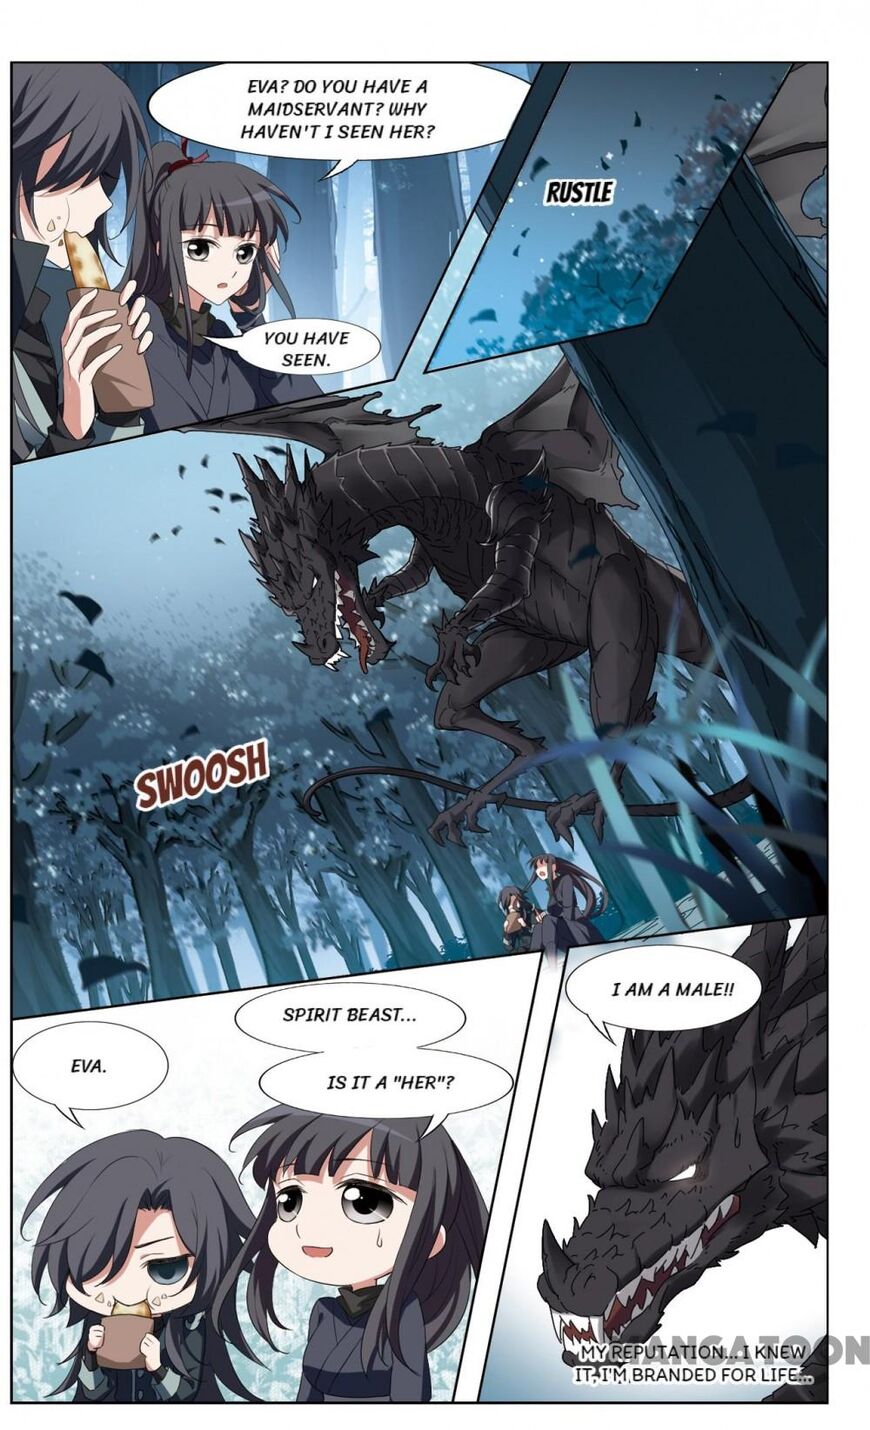 EVA? DO YOU HAVE A
MAIDSERVANT? WHY
HAVEN'T I SEEN HER?
YOU HAVE
SEEN.
RUSTLE
SWOOSH
EVA.
SPIRIT BEAST...
IS IT A "HER"?
I AM A MALE!!
MY REPUTATION...I KNEW
IT, I'M BRANDED FOR LIFE...
MANGATOON